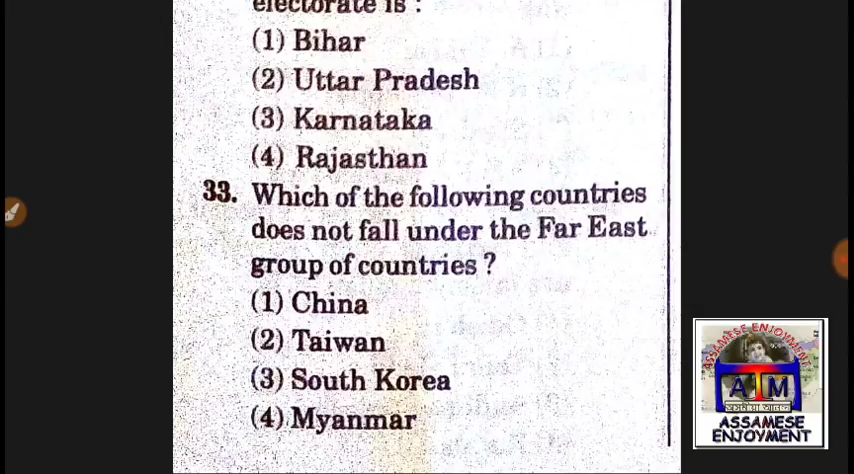 electorate is :
(1) Bihar
(2) Uttar Pradesh
(3) Karnataka
(4) Rajasthan
33. Which of the following countries
does not fall under the Far East
group of countries ?
(1) China
(2) Taiwan
(3) South Korea
(4) Myanmar
ASSAMESE ENJOYMENT
ATM
ASSAMESE
ENJOYMENT